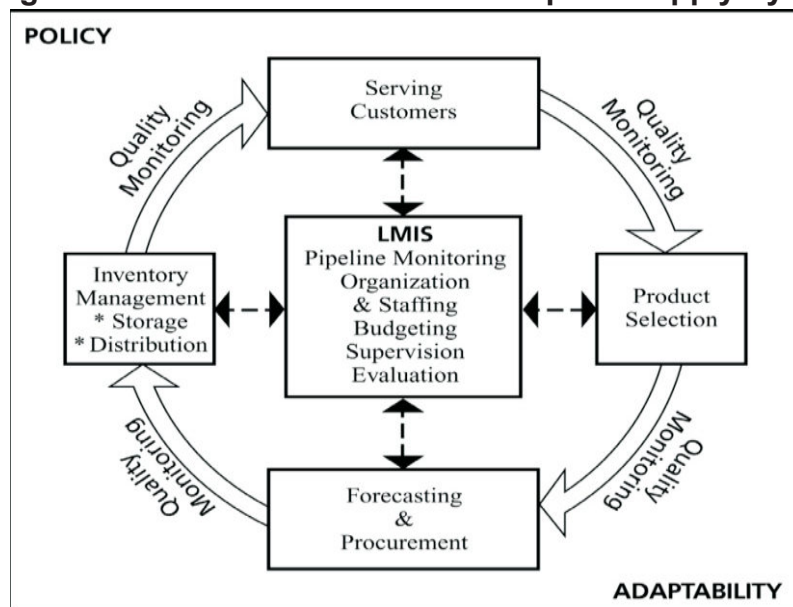 POLICY
Serving
Customers
Quality
Monitoring
Quality
Monitoring
LMIS
Pipeline Monitoring
Organization
& Staffing
Budgeting
Supervision
Evaluation
Inventory
Management
* Storage
* Distribution
Product
Selection
Quality
Monitoring
Quality
Monitoring
Forecasting
&
Procurement
ADAPTABILITY